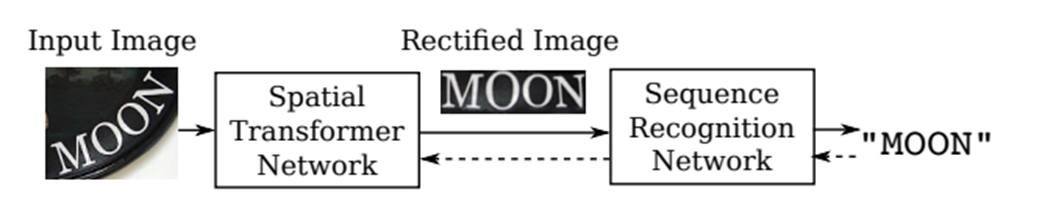 Input Image
MOON
Spatial
Transformer
Network
Rectified Image
MOON
Sequence
Recognition
Network
"MOON"